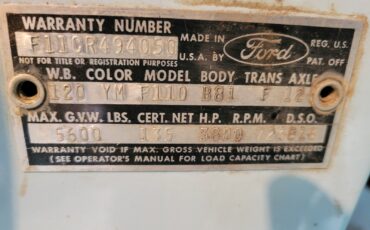 WARRANTY NUMBER
F11CR494050
MADE IN
U.S.A. BY
Ford
REG. U.S.
PAT. OFF
NOT FOR TITLE OR REGISTRATION PURPOSES
W.B. COLOR MODEL BODY TRANS AXLE
120 YM F110 B81 F 12
MAX. G.V.W. LBS. CERT. NET H.P. R.P.M. D.S.O.
5600
WARRANTY VOID IF MAX. GROSS VEHICLE WEIGHT IS EXCEEDED
(SEE OPERATOR'S MANUAL FOR LOAD CAPACITY CHART)